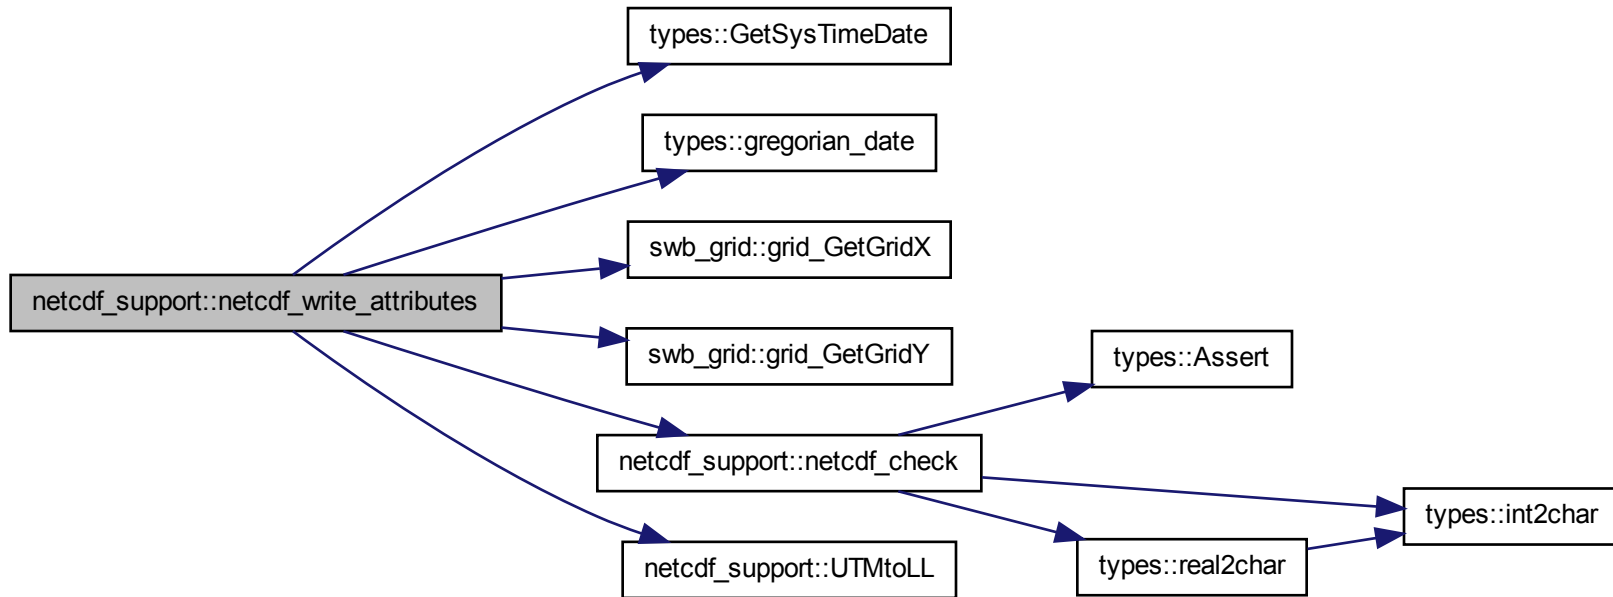 types::GetSysTimeDate
types::gregorian_date
swb_grid::grid_GetGridX
netcdf_support::netcdf_write_attributes
swb_grid::grid_GetGridY
types::Assert
netcdf_support::netcdf_check
types::int2char
types::real2char
netcdf_support::UTMtoLL